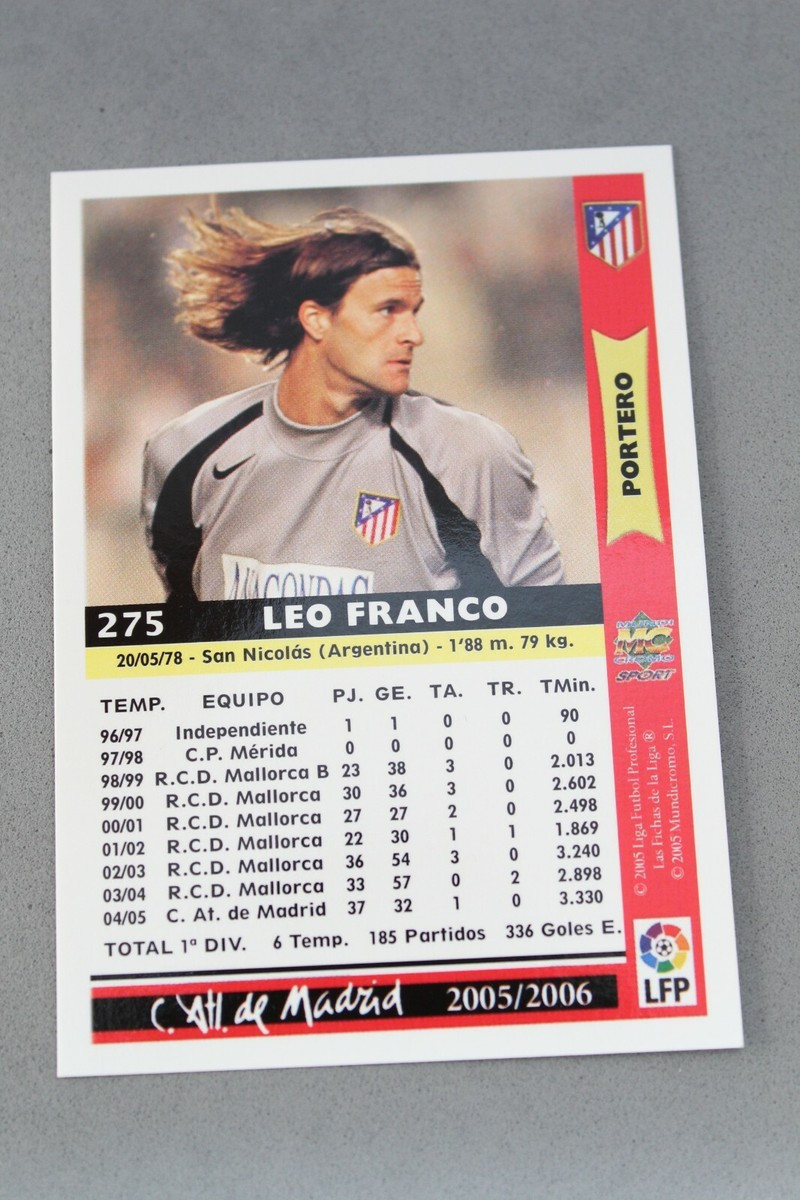 PORTERO
AIAGONDAS
275 LEO FRANCO
20/05/78 - San Nicolás (Argentina) - 1'88 m. 79 kg.
TEMP. EQUIPO PJ. GE. TA. TR. TMin.
96/97 Independiente 1 1 0 0 90
97/98 C.P. Mérida 0 0 0 0 0
98/99 R.C.D. Mallorca B 23 38 3 0 2.013
99/00 R.C.D. Mallorca 30 36 3 0 2.602
00/01 R.C.D. Mallorca 27 27 2 0 2.498
01/02 R.C.D. Mallorca 22 30 1 1 1.869
02/03 R.C.D. Mallorca 36 54 3 0 3.240
03/04 R.C.D. Mallorca 33 57 0 2 2.898
04/05 C. At. de Madrid 37 32 1 0 3.330
TOTAL 1ª DIV. 6 Temp. 185 Partidos 336 Goles E.
C. Atl. de Madrid 2005/2006
MUNDI
MC
CROMO
SPORT
© 2005 Liga Futbol Profesional
Las Fichas de la Liga ®
© 2005 Mundicromo, S.L
LFP